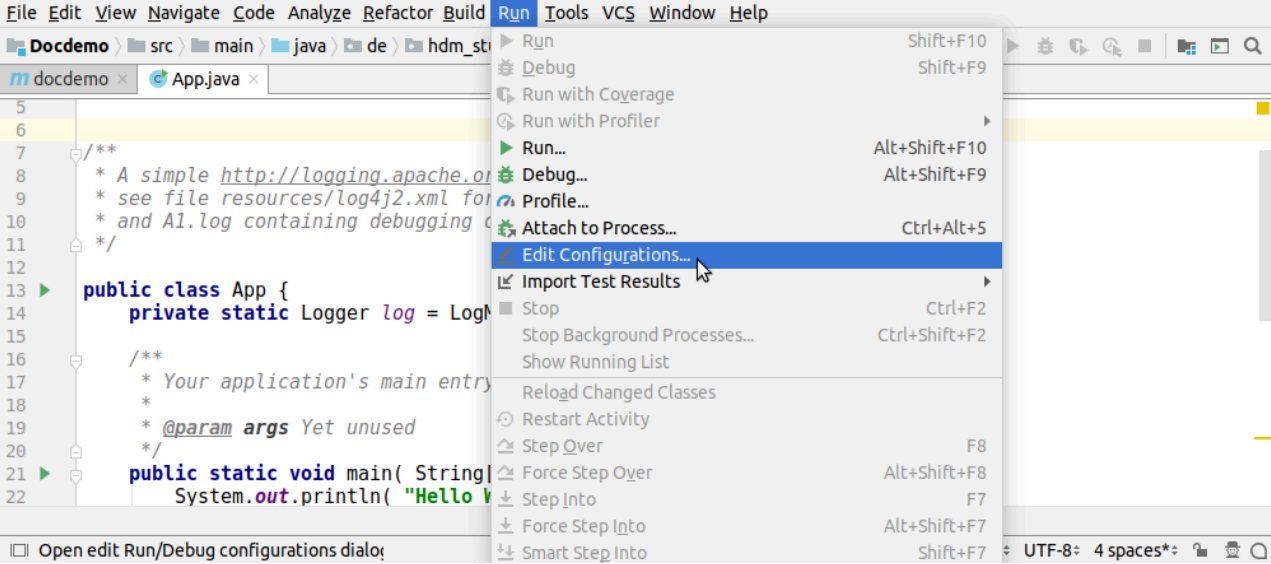 File Edit View Navigate Code Analyze Refactor Build Run Tools VCS Window Help
Docdemo src main java de hdm_stu
docdemo App.java
Run Shift+F10
Debug Shift+F9
Run with Coverage
Run with Profiler
Run... Alt+Shift+F10
Debug... Alt+Shift+F9
Profile...
Attach to Process... Ctrl+Alt+5
Edit Configurations...
Import Test Results
Stop Ctrl+F2
Stop Background Processes... Ctrl+Shift+F2
Show Running List
Reload Changed Classes
Restart Activity
Step Over F8
Force Step Over Alt+Shift+F8
Step Into F7
Force Step Into Alt+Shift+F7
Smart Step Into Shift+F7
5
6
7 /**
8 * A simple http://logging.apache.or
9 * see file resources/log4j2.xml for
10 * and A1.log containing debugging
11 */
12
13 public class App {
14 private static Logger log = LogM
15
16 /**
17 * Your application's main entry
18 *
19 * @param args Yet unused
20 */
21 public static void main( String[
22 System.out.println( "Hello W
Open edit Run/Debug configurations dialog
UTF-8 4 spaces*